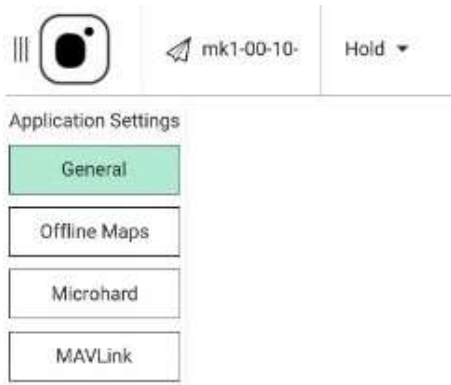 mk1-00-10-
Hold
Application Settings
General
Offline Maps
Microhard
MAVLink